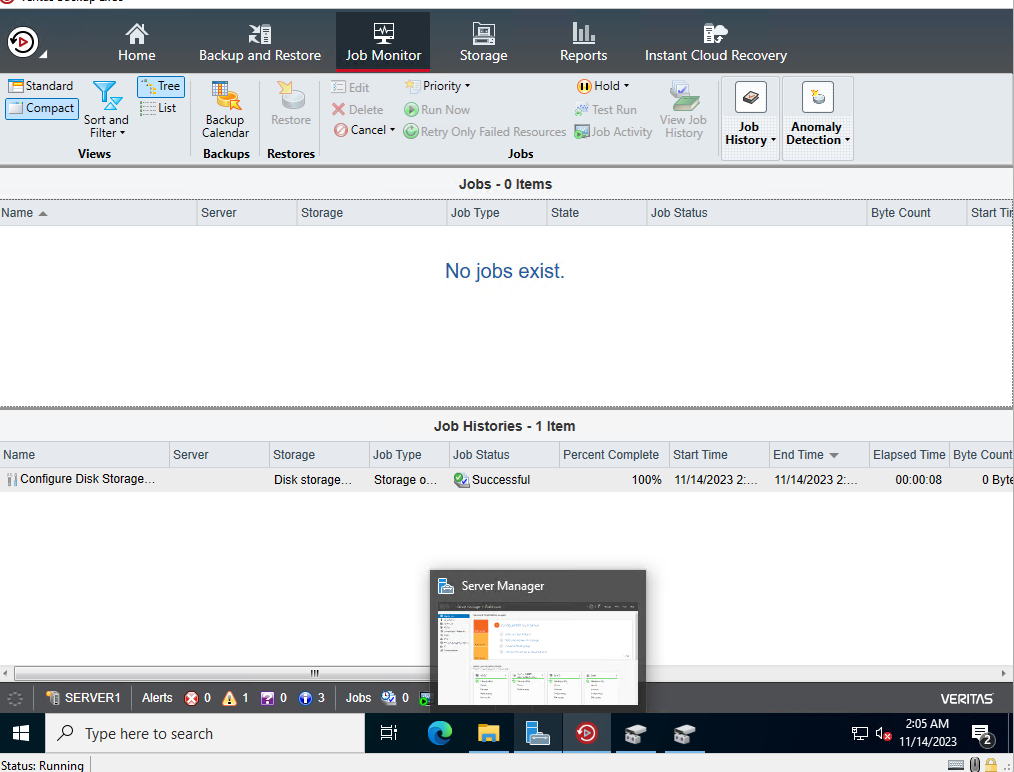 Home
Backup and Restore
Job Monitor
Storage
Reports
Instant Cloud Recovery
Standard
Compact
Sort and
Filter
Tree
List
Views
Backup
Calendar
Backups
Restore
Restores
Edit
Delete
Cancel
Priority
Run Now
Retry Only Failed Resources
Hold
Test Run
Job Activity
View Job
History
Jobs
Job
History
Anomaly
Detection
Jobs - 0 Items
Name Server Storage Job Type State Job Status Byte Count Start
No jobs exist.
Job Histories - 1 Item
Name Server Storage Job Type Job Status Percent Complete Start Time End Time Elapsed Time Byte Count
Configure Disk Storage... Disk storage... Storage o... Successful 100% 11/14/2023 2:... 11/14/2023 2:... 00:00:08 0 Byte
Server Manager
SERVER1 Alerts 0 1 0 3 Jobs 0
VERITAS
Type here to search
2:05 AM
11/14/2023
2
Status: Running